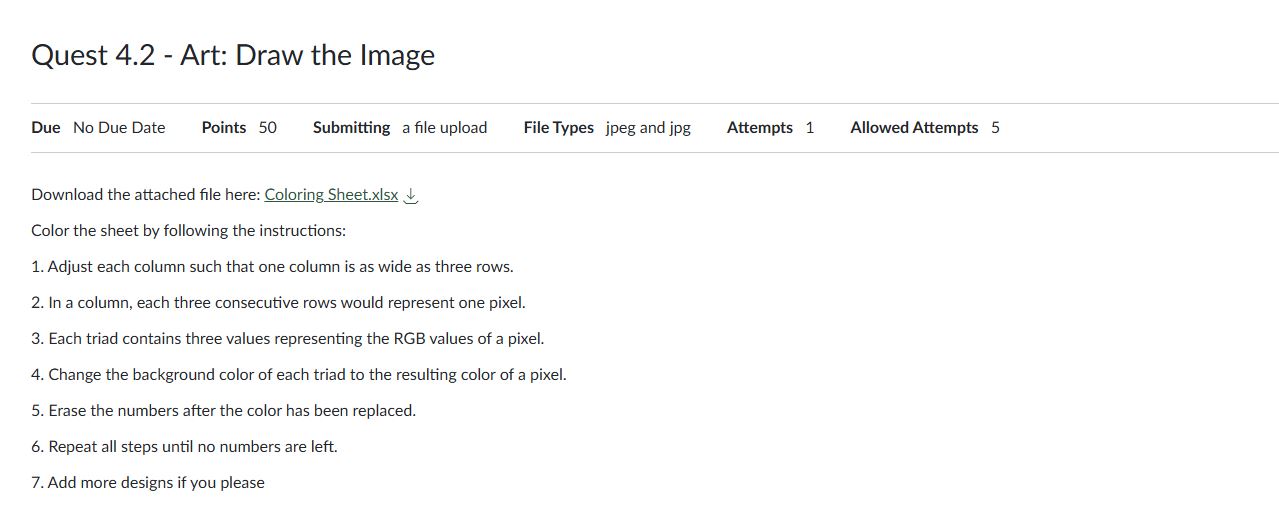 Quest 4.2 - Art: Draw the Image
Due No Due Date Points 50 Submitting a file upload File Types jpeg and jpg Attempts 1 Allowed Attempts 5
Download the attached file here: Coloring Sheet.xlsx
Color the sheet by following the instructions:
1. Adjust each column such that one column is as wide as three rows.
2. In a column, each three consecutive rows would represent one pixel.
3. Each triad contains three values representing the RGB values of a pixel.
4. Change the background color of each triad to the resulting color of a pixel.
5. Erase the numbers after the color has been replaced.
6. Repeat all steps until no numbers are left.
7. Add more designs if you please